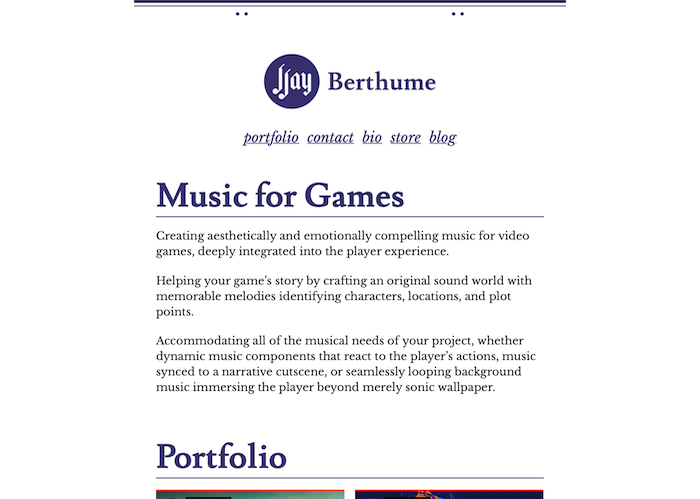 Jjay Berthume
portfolio contact bio store blog
Music for Games
Creating aesthetically and emotionally compelling music for video
games, deeply integrated into the player experience.
Helping your game’s story by crafting an original sound world with
memorable melodies identifying characters, locations, and plot
points.
Accommodating all of the musical needs of your project, whether
dynamic music components that react to the player’s actions, music
synced to a narrative cutscene, or seamlessly looping background
music immersing the player beyond merely sonic wallpaper.
Portfolio